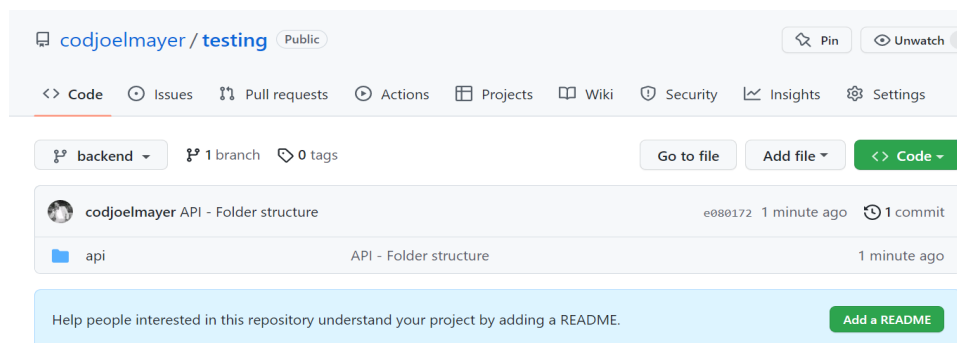 codjoelmayer / testing Public Pin Unwatch
<> Code Issues Pull requests Actions Projects Wiki Security Insights Settings
backend 1 branch 0 tags Go to file Add file <> Code
codjoelmayer API - Folder structure e080172 1 minute ago 1 commit
api API - Folder structure 1 minute ago
Help people interested in this repository understand your project by adding a README. Add a README